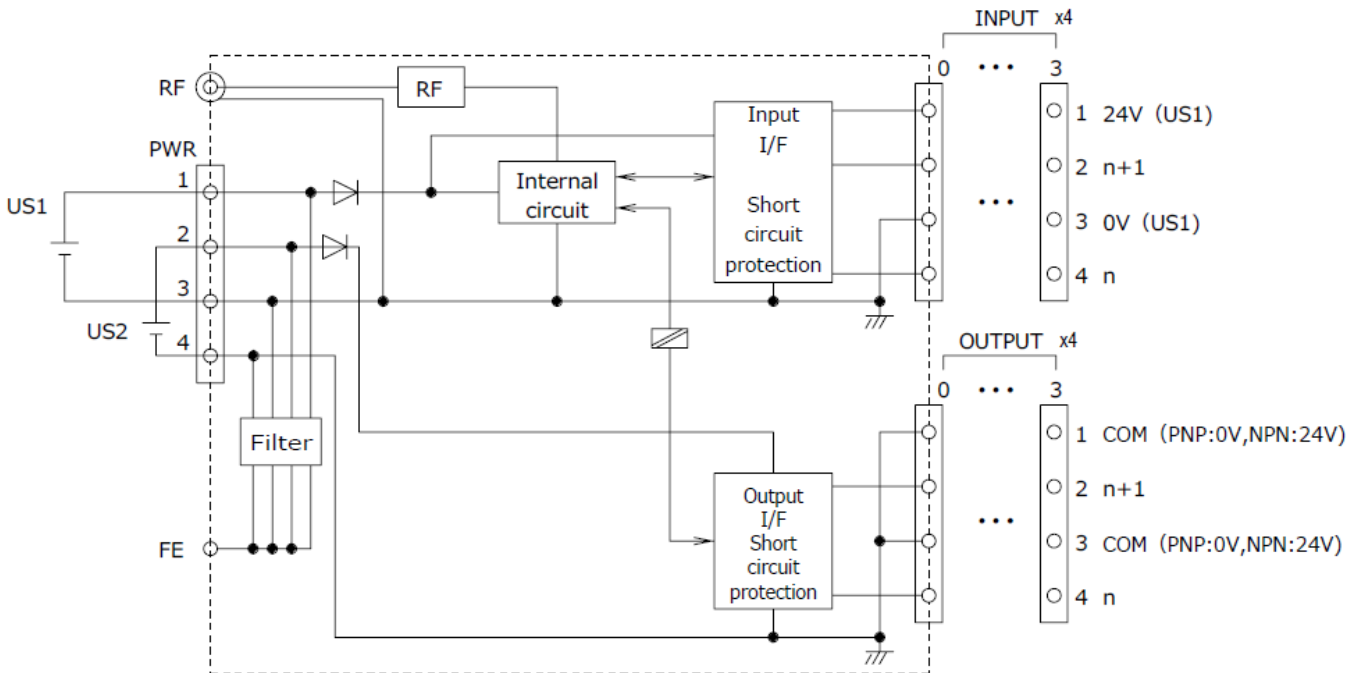 INPUT x4
0 ••• 3
RF
RF
PWR
1
US1
2
3
US2
4
Internal
circuit
Input
I/F
Short
circuit
protection
•••
1 24V (US1)
2 n+1
3 0V (US1)
4 n
Filter
FE
OUTPUT x4
0 ••• 3
Output
I/F
Short
circuit
protection
•••
1 COM (PNP:0V,NPN:24V)
2 n+1
3 COM (PNP:0V,NPN:24V)
4 n